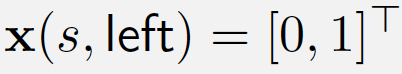 x(s, left) = [0, 1]^⊤